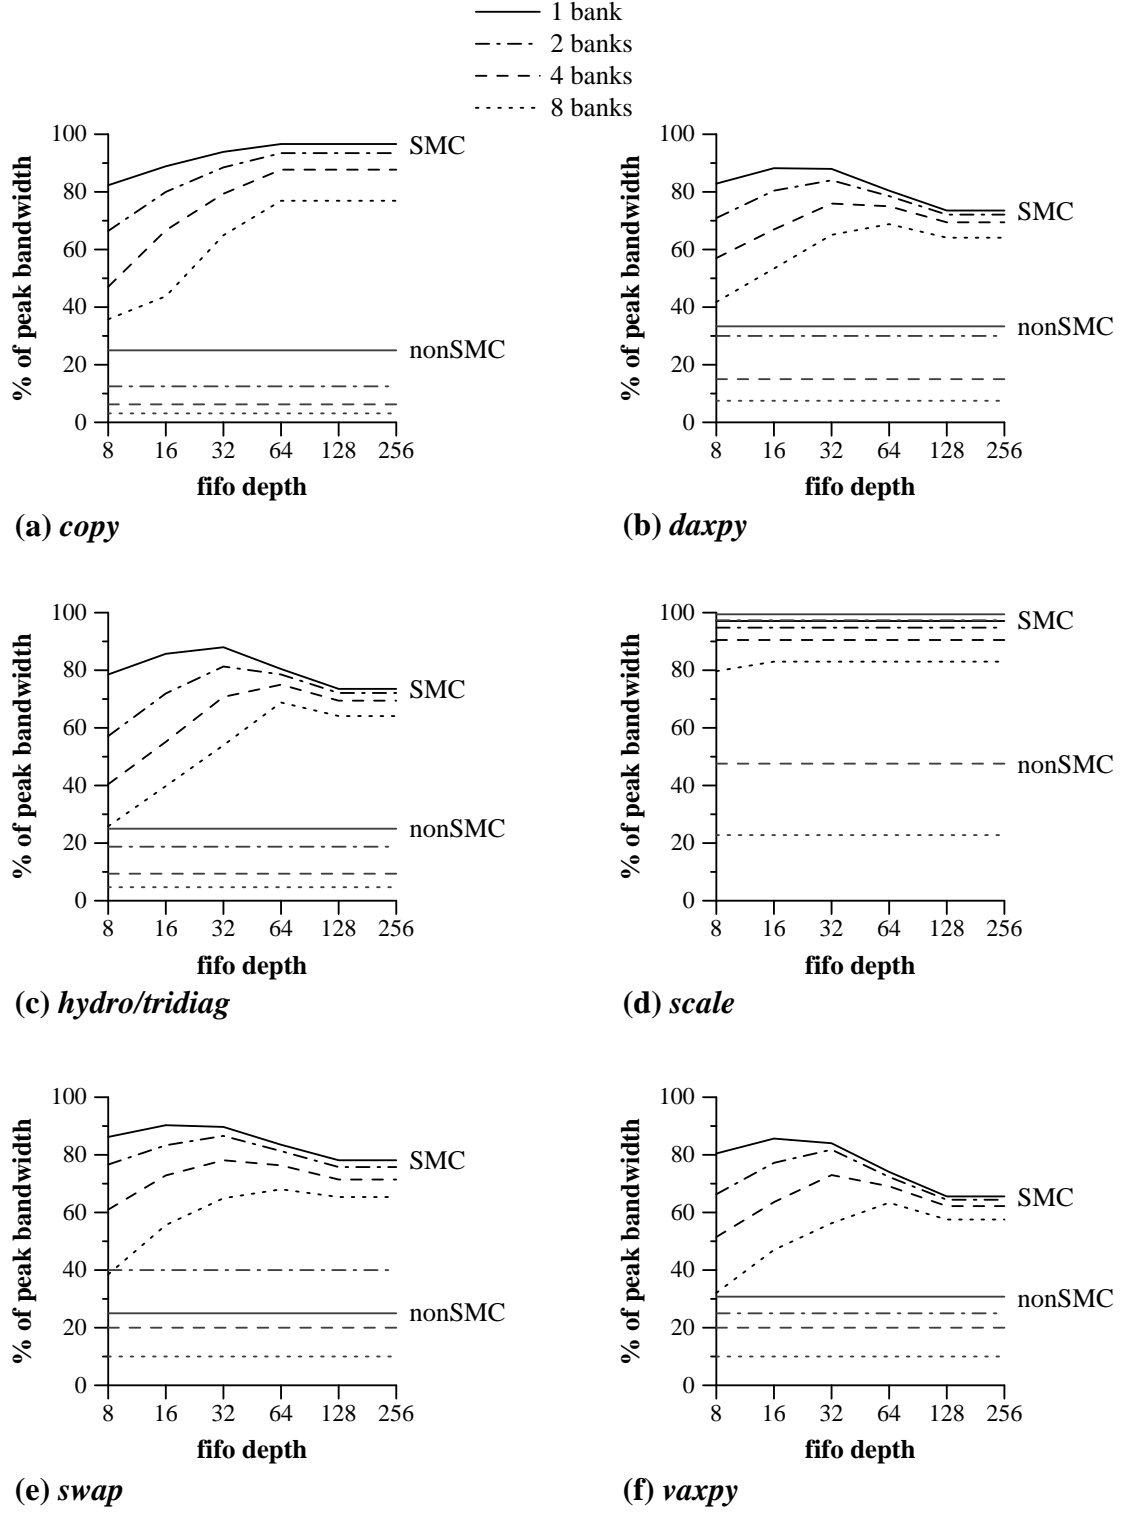 1 bank
2 banks
4 banks
8 banks
100
80
60
40
20
0
% of peak bandwidth
SMC
nonSMC
8 16 32 64 128 256
fifo depth
(a) copy
100
80
60
40
20
0
% of peak bandwidth
SMC
nonSMC
8 16 32 64 128 256
fifo depth
(b) daxpy
100
80
60
40
20
0
% of peak bandwidth
SMC
nonSMC
8 16 32 64 128 256
fifo depth
(c) hydro/tridiag
100
80
60
40
20
0
% of peak bandwidth
SMC
nonSMC
8 16 32 64 128 256
fifo depth
(d) scale
100
80
60
40
20
0
% of peak bandwidth
SMC
nonSMC
8 16 32 64 128 256
fifo depth
(e) swap
100
80
60
40
20
0
% of peak bandwidth
SMC
nonSMC
8 16 32 64 128 256
fifo depth
(f) vaxpy